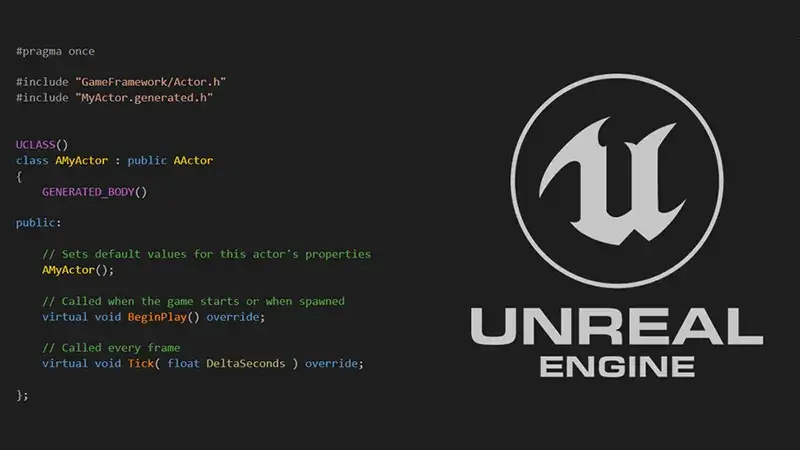 #pragma once
#include "GameFramework/Actor.h"
#include "MyActor.generated.h"
UCLASS()
class AMyActor : public AActor
{
GENERATED_BODY()
public:
// Sets default values for this actor's properties
AMyActor();
// Called when the game starts or when spawned
virtual void BeginPlay() override;
// Called every frame
virtual void Tick( float DeltaSeconds ) override;
};
UNREAL
ENGINE